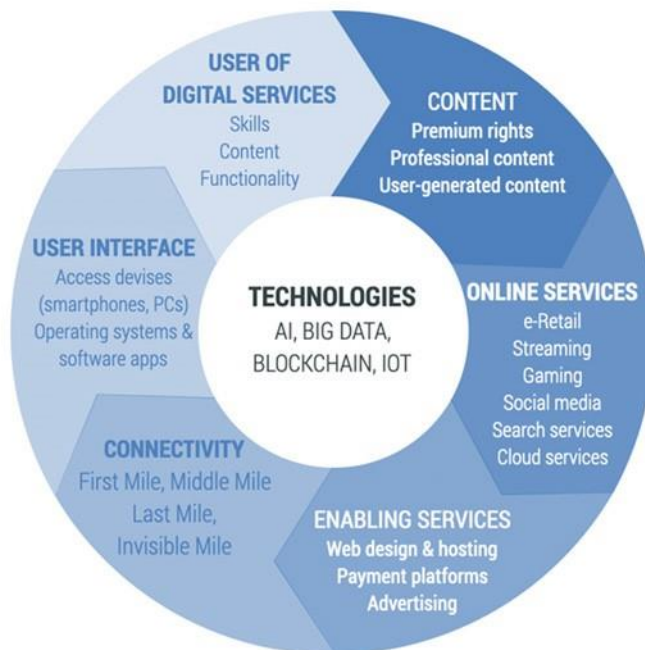 USER OF
DIGITAL SERVICES
Skills
Content
Functionality
CONTENT
Premium rights
Professional content
User-generated content
ONLINE SERVICES
e-Retail
Streaming
Gaming
Social media
Search services
Cloud services
ENABLING SERVICES
Web design & hosting
Payment platforms
Advertising
CONNECTIVITY
First Mile, Middle Mile
Last Mile,
Invisible Mile
USER INTERFACE
Access devises
(smartphones, PCs)
Operating systems &
software apps
TECHNOLOGIES
AI, BIG DATA,
BLOCKCHAIN, IOT